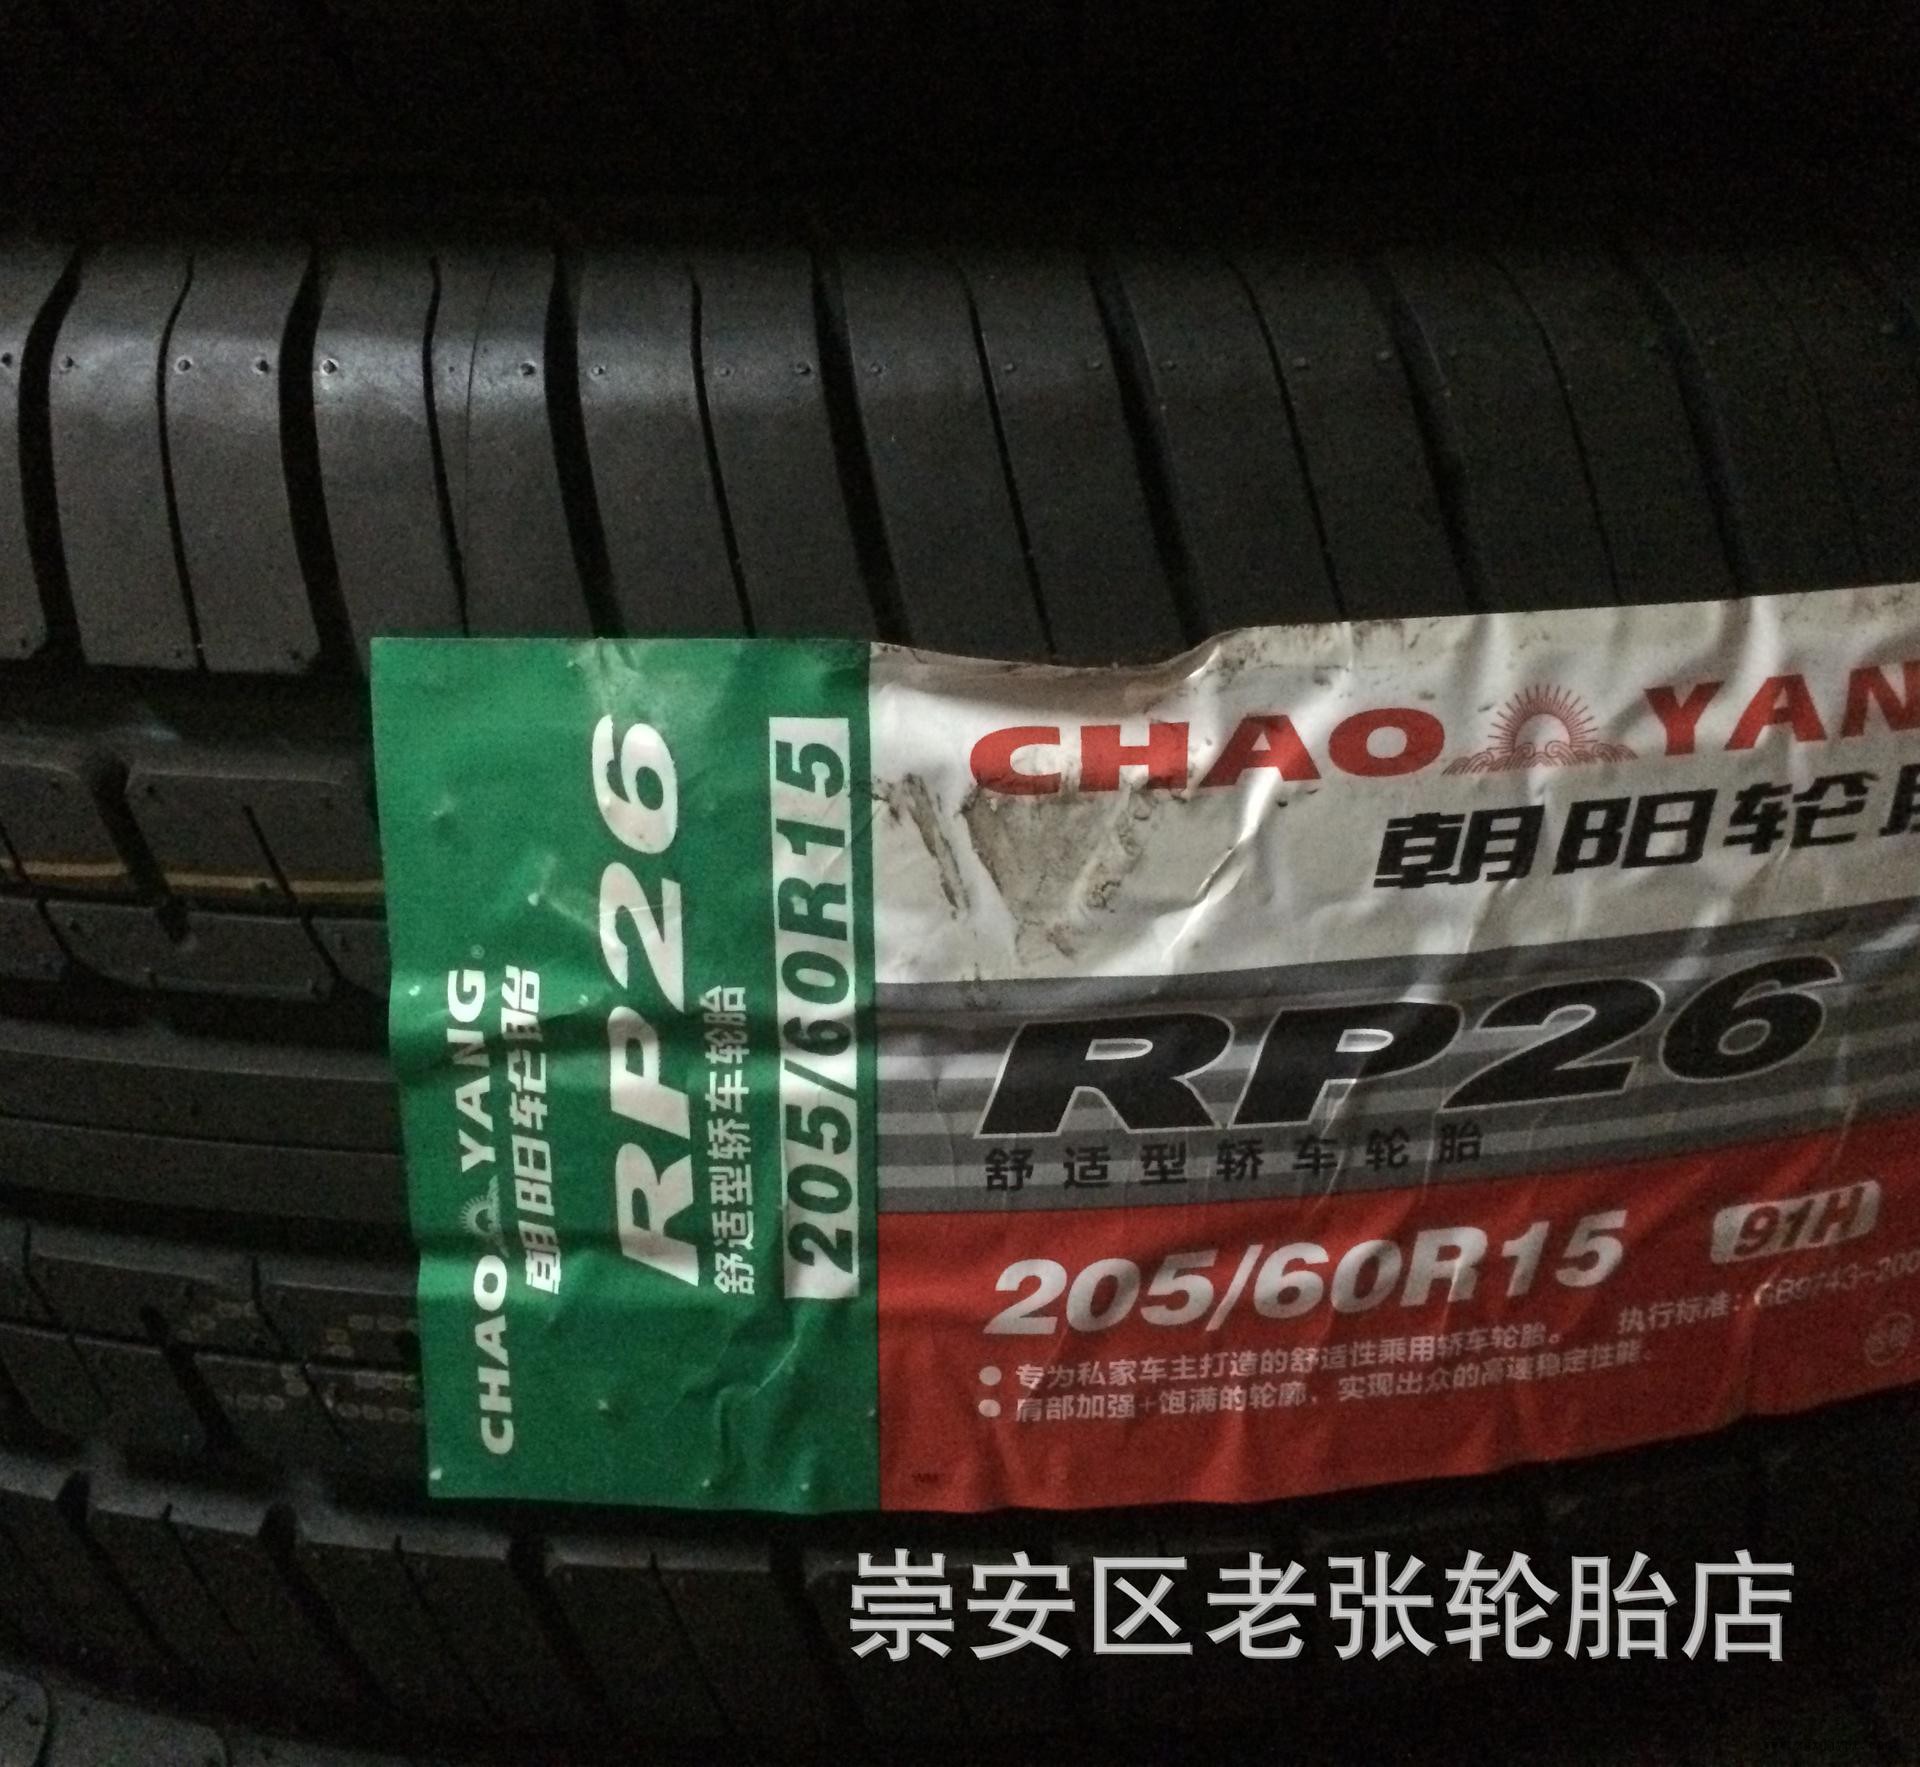 CHAO YANG
朝阳轮胎
RP26
舒适型轿车轮胎
205/60R15
CHAO YAN
朝阳轮胎
RP26
舒适型轿车轮胎
205/60R15 91H
执行标准：GB9743-200
专为私家车主打造的舒适性乘用轿车轮胎。
肩部加强+饱满的轮廓，实现出众的高速稳定性能。
崇安区老张轮胎店